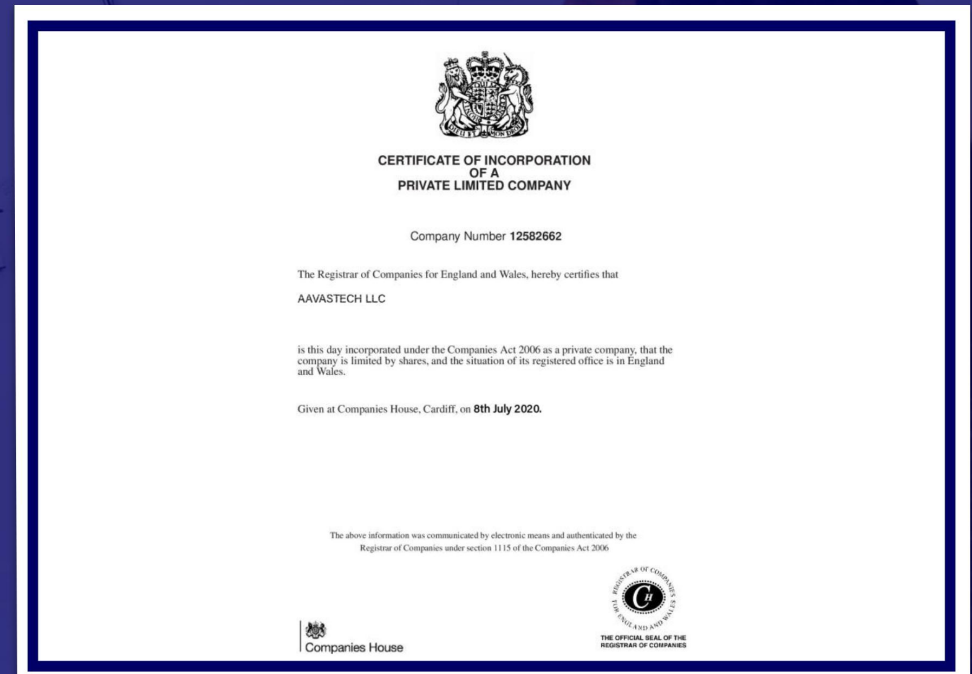 CERTIFICATE OF INCORPORATION
OF A
PRIVATE LIMITED COMPANY
Company Number 12582662
The Registrar of Companies for England and Wales, hereby certifies that
AAVASTECH LLC
is this day incorporated under the Companies Act 2006 as a private company, that the
company is limited by shares, and the situation of its registered office is in England
and Wales.
Given at Companies House, Cardiff, on 8th July 2020.
The above information was communicated by electronic means and authenticated by the
Registrar of Companies under section 1115 of the Companies Act 2006
Companies House
REGISTRAR OF COMPANIES
FOR ENGLAND AND WALES
CH
THE OFFICIAL SEAL OF THE
REGISTRAR OF COMPANIES